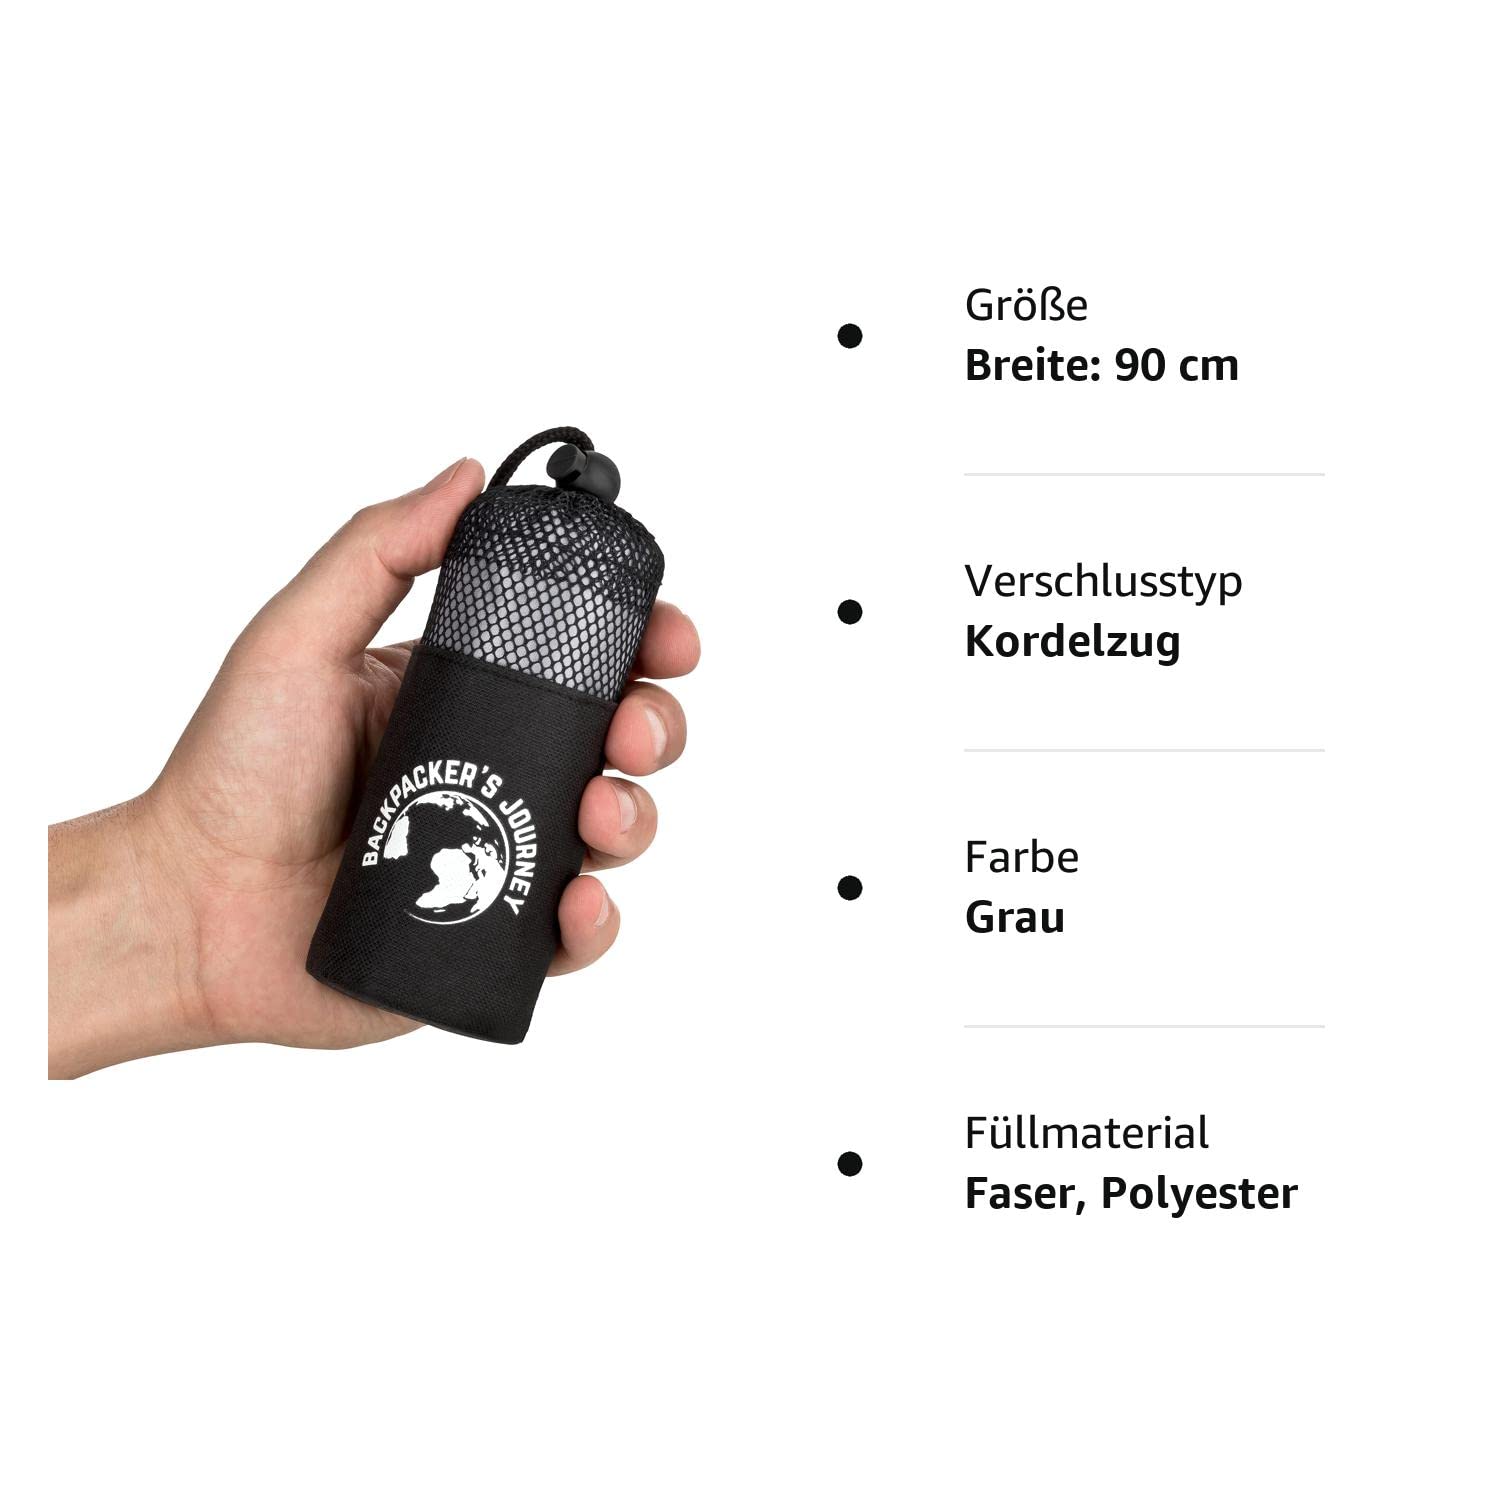 BACKPACKER'S JOURNEY
Größe
Breite: 90 cm
Verschlusstyp
Kordelzug
Farbe
Grau
Füllmaterial
Faser, Polyester